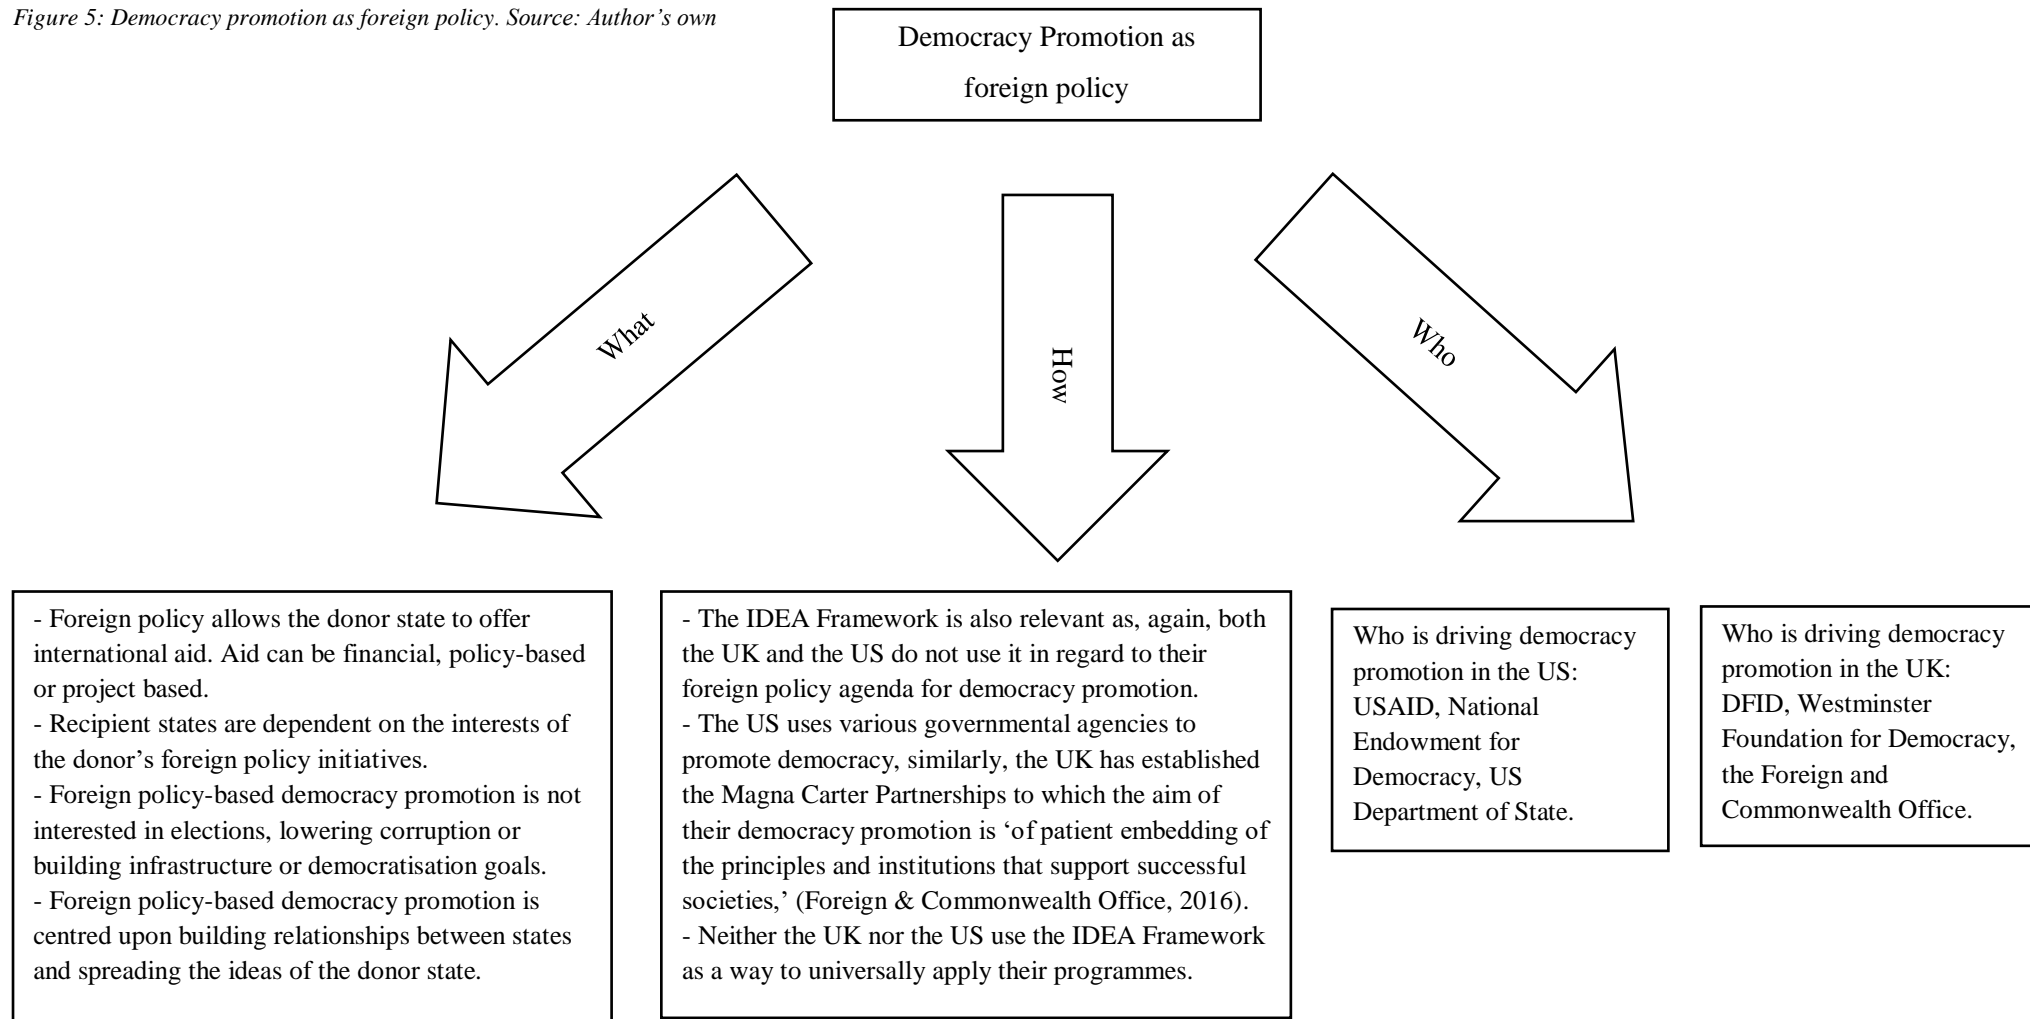 Figure 5: Democracy promotion as foreign policy. Source: Author’s own
Democracy Promotion as
foreign policy
What
How
Who
- Foreign policy allows the donor state to offer
international aid. Aid can be financial, policy-based
or project based.
- Recipient states are dependent on the interests of
the donor’s foreign policy initiatives.
- Foreign policy-based democracy promotion is not
interested in elections, lowering corruption or
building infrastructure or democratisation goals.
- Foreign policy-based democracy promotion is
centred upon building relationships between states
and spreading the ideas of the donor state.
- The IDEA Framework is also relevant as, again, both
the UK and the US do not use it in regard to their
foreign policy agenda for democracy promotion.
- The US uses various governmental agencies to
promote democracy, similarly, the UK has established
the Magna Carter Partnerships to which the aim of
their democracy promotion is ‘of patient embedding of
the principles and institutions that support successful
societies,’ (Foreign & Commonwealth Office, 2016).
- Neither the UK nor the US use the IDEA Framework
as a way to universally apply their programmes.
Who is driving democracy
promotion in the US:
USAID, National
Endowment for
Democracy, US
Department of State.
Who is driving democracy
promotion in the UK:
DFID, Westminster
Foundation for Democracy,
the Foreign and
Commonwealth Office.